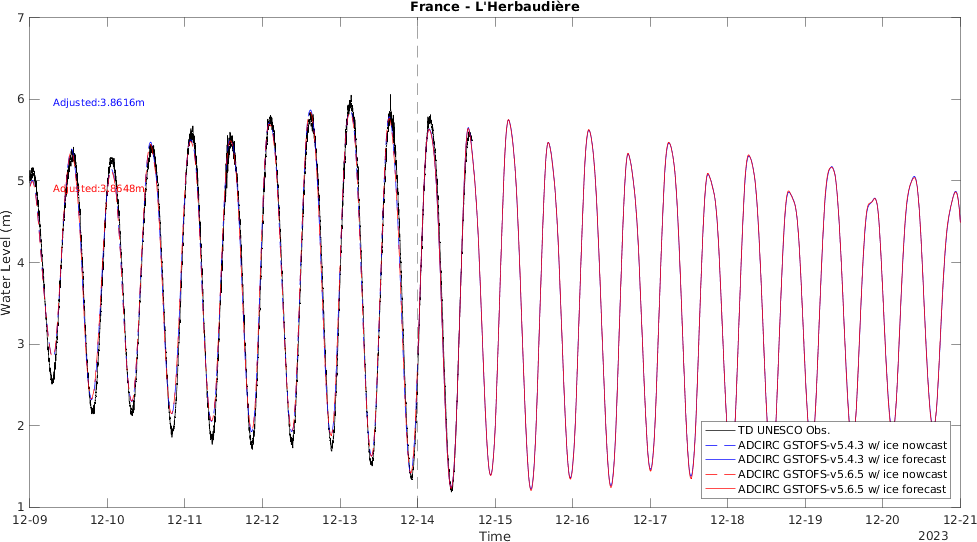 France - L'Herbaudière
7
6
5
4
3
2
1
Water Level (m)
Adjusted:3.8616m
Adjusted:3.8548m
TD UNESCO Obs.
ADCIRC GSTOFS-v5.4.3 w/ ice nowcast
ADCIRC GSTOFS-v5.4.3 w/ ice forecast
ADCIRC GSTOFS-v5.6.5 w/ ice nowcast
ADCIRC GSTOFS-v5.6.5 w/ ice forecast
12-09 12-10 12-11 12-12 12-13 12-14 12-15 12-16 12-17 12-18 12-19 12-20 12-21
Time
2023